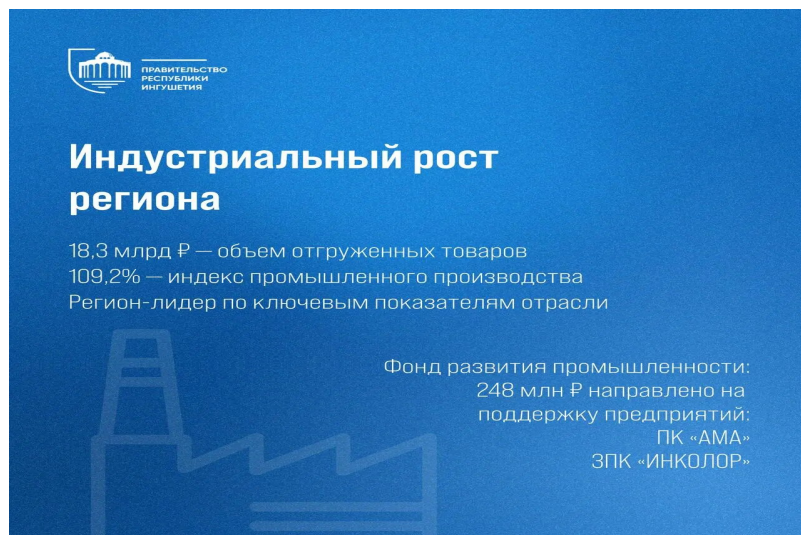 ПРАВИТЕЛЬСТВО
РЕСПУБЛИКИ
ИНГУШЕТИЯ
Индустриальный рост
региона
18,3 млрд ₽ — объем отгруженных товаров
109,2% — индекс промышленного производства
Регион-лидер по ключевым показателям отрасли
Фонд развития промышленности:
248 млн ₽ направлено на
поддержку предприятий:
ПК «АМА»
ЗПК «ИНКОЛОР»